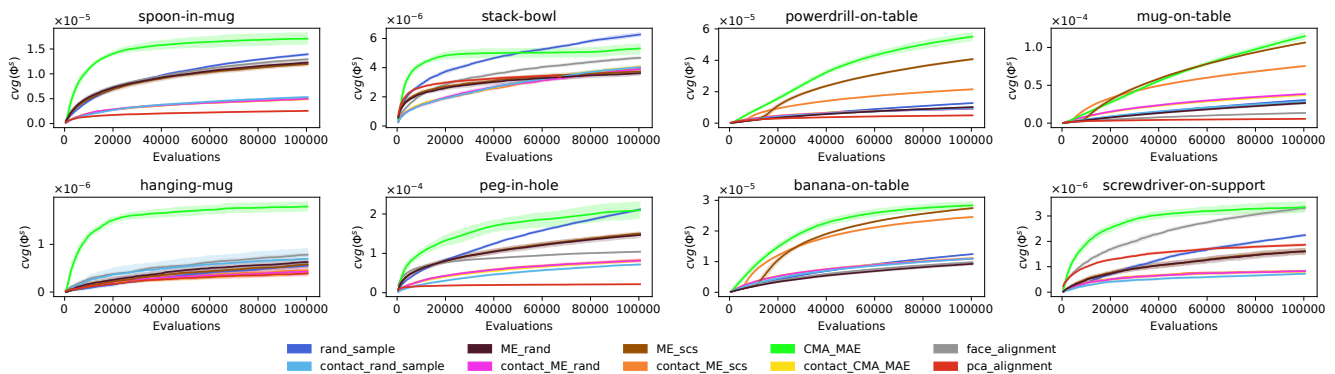 spoon-in-mug
×10⁻⁵
cvg(Φˢ)
1.5
1.0
0.5
0.0
0 20000 40000 60000 80000 100000
Evaluations
stack-bowl
×10⁻⁶
cvg(Φˢ)
6
4
2
0
0 20000 40000 60000 80000 100000
Evaluations
powerdrill-on-table
×10⁻⁵
cvg(Φˢ)
6
4
2
0
0 20000 40000 60000 80000 100000
Evaluations
mug-on-table
×10⁻⁴
cvg(Φˢ)
1.0
0.5
0.0
0 20000 40000 60000 80000 100000
Evaluations
hanging-mug
×10⁻⁶
cvg(Φˢ)
1
0
0 20000 40000 60000 80000 100000
Evaluations
peg-in-hole
×10⁻⁴
cvg(Φˢ)
2
1
0
0 20000 40000 60000 80000 100000
Evaluations
banana-on-table
×10⁻⁵
cvg(Φˢ)
3
2
1
0
0 20000 40000 60000 80000 100000
Evaluations
screwdriver-on-support
×10⁻⁶
cvg(Φˢ)
3
2
1
0
0 20000 40000 60000 80000 100000
Evaluations
rand_sample ME_rand ME_scs CMA_MAE face_alignment
contact_rand_sample contact_ME_rand contact_ME_scs contact_CMA_MAE pca_alignment